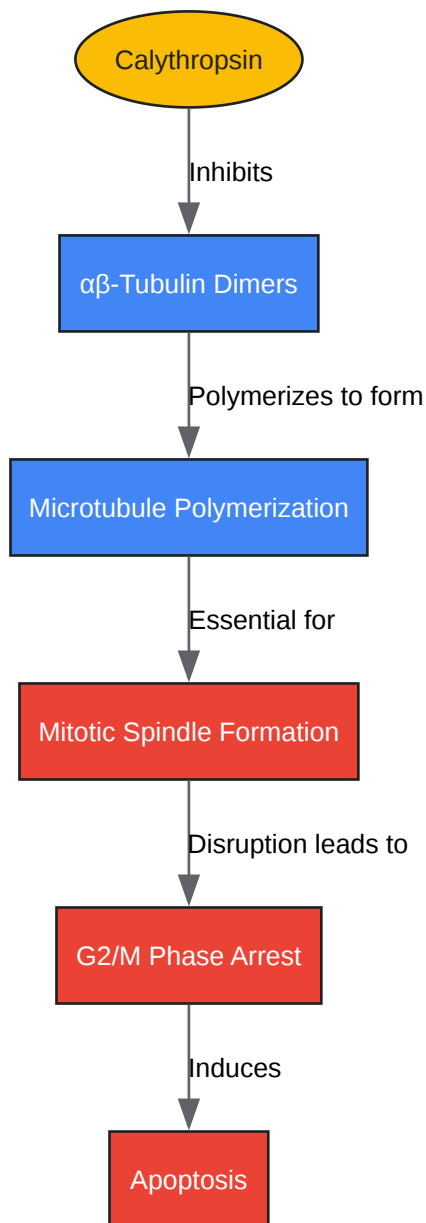 Calythropsin
Inhibits
αβ-Tubulin Dimers
Polymerizes to form
Microtubule Polymerization
Essential for
Mitotic Spindle Formation
Disruption leads to
G2/M Phase Arrest
Induces
Apoptosis